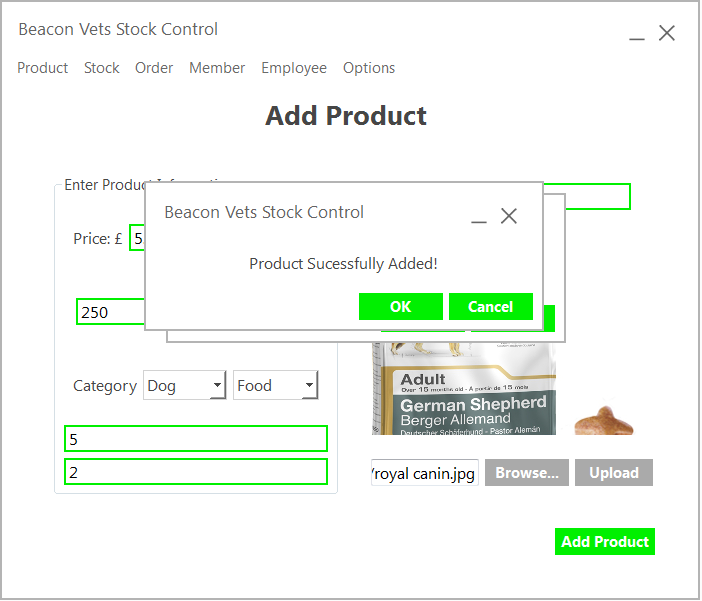 Beacon Vets Stock Control
Product Stock Order Member Employee Options
Add Product
Enter Product
Beacon Vets Stock Control
Price: £ 5
Product Sucessfully Added!
OK Cancel
250
Adult
Over 15 months old - À partir de 15 mois
German Shepherd
Berger Allemand
Deutscher Schäferhund - Pastor Alemán
Category Dog Food
5
2
/royal canin.jpg Browse... Upload
Add Product